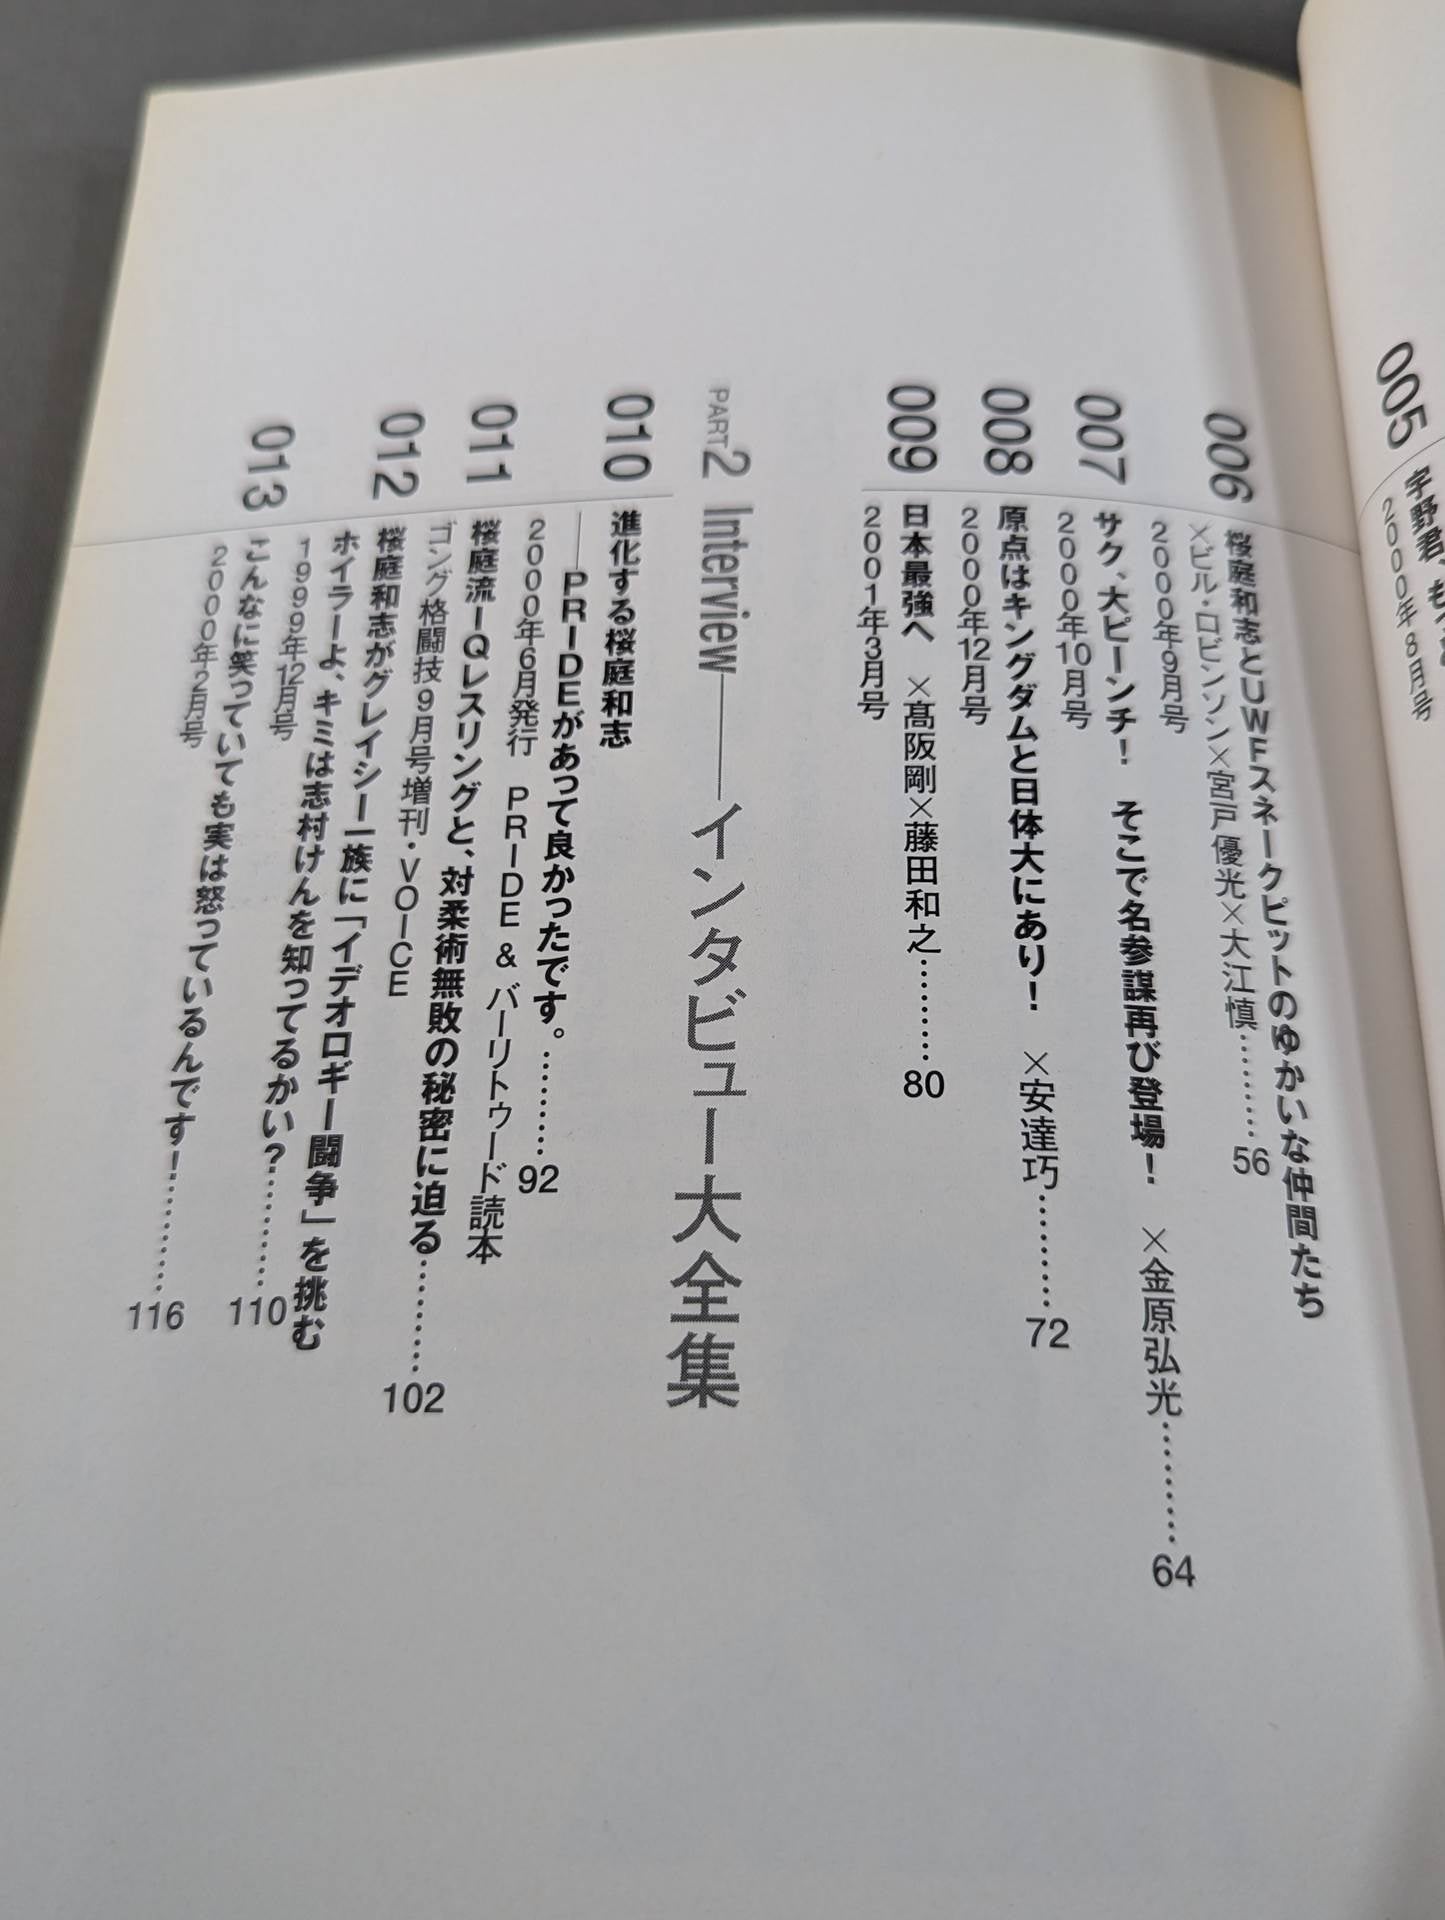 005
宇野君、もっと
2000年8月号
006
桜庭和志とUWFスネークピットのゆかいな仲間たち
×ビル・ロビンソン×宮戸優光×大江慎………56
2000年9月号
007
サク、大ピーンチ! そこで名参謀再び登場! ×金原弘光………64
2000年10月号
008
原点はキングダムと日体大にあり! ×安達巧………72
2000年12月号
009
日本最強へ ×髙阪剛×藤田和之………80
2001年3月号
PART2 Interview——インタビュー大全集
010
進化する桜庭和志
——PRIDEがあって良かったです。………92
2000年6月発行 PRIDE & バーリトゥード読本
011
桜庭流IQレスリングと、対柔術無敗の秘密に迫る………102
ゴング格闘技9月号増刊・VOICE
012
桜庭和志がグレイシー一族に「イデオロギー闘争」を挑む
ホイラーよ、キミは志村けんを知ってるかい?………110
1999年12月号
013
こんなに笑っていても実は怒っているんです!………116
2000年2月号